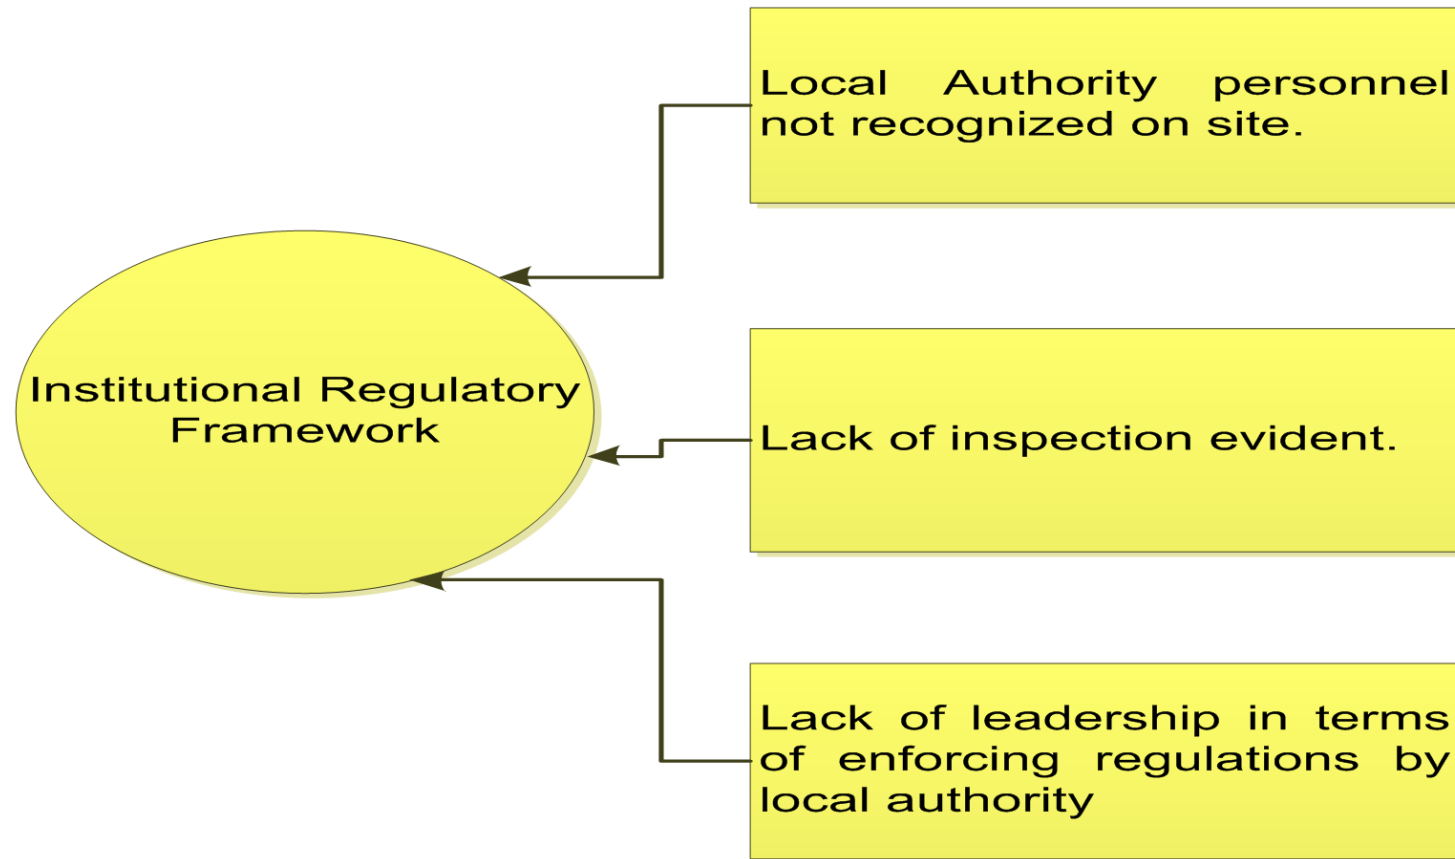 Local Authority personnel
not recognized on site.
Institutional Regulatory
Framework
Lack of inspection evident.
Lack of leadership in terms
of enforcing regulations by
local authority